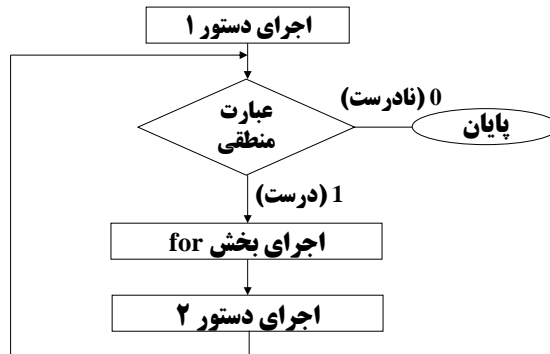 اجرای دستور ۱
عبارت
منطقی
0 (نادرست)
پایان
1 (درست)
اجرای بخش for
اجرای دستور ۲